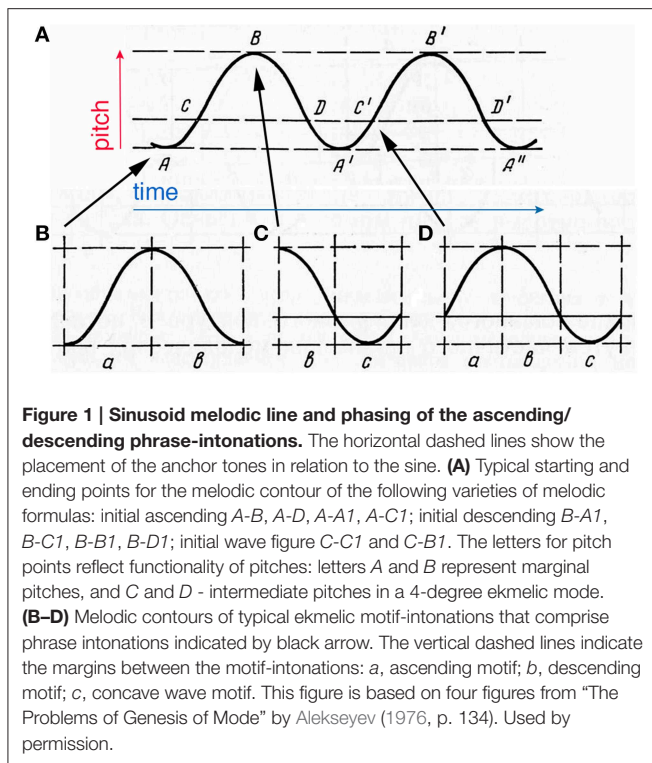 A
B
B'
pitch
C
D
C'
D'
A
A'
A"
time
B
C
D
a
в
в
c
a
в
c
Figure 1 | Sinusoid melodic line and phasing of the ascending/
descending phrase-intonations. The horizontal dashed lines show the
placement of the anchor tones in relation to the sine. (A) Typical starting and
ending points for the melodic contour of the following varieties of melodic
formulas: initial ascending A-B, A-D, A-A1, A-C1; initial descending B-A1,
B-C1, B-B1, B-D1; initial wave figure C-C1 and C-B1. The letters for pitch
points reflect functionality of pitches: letters A and B represent marginal
pitches, and C and D - intermediate pitches in a 4-degree ekmelic mode.
(B–D) Melodic contours of typical ekmelic motif-intonations that comprise
phrase intonations indicated by black arrow. The vertical dashed lines indicate
the margins between the motif-intonations: a, ascending motif; b, descending
motif; c, concave wave motif. This figure is based on four figures from “The
Problems of Genesis of Mode” by Alekseyev (1976, p. 134). Used by
permission.